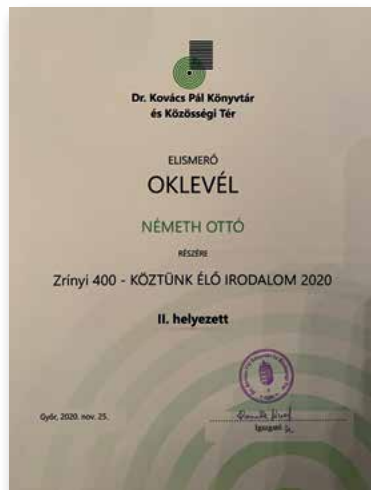 Dr. Kovács Pál Könyvtár
és Közösségi Tér
ELISMERŐ
OKLEVÉL
NÉMETH OTTÓ
RÉSZÉRE
Zrínyi 400 - KÖZTÜNK ÉLŐ IRODALOM 2020
II. helyezett
Győr, 2020. nov. 25.
Igazgató